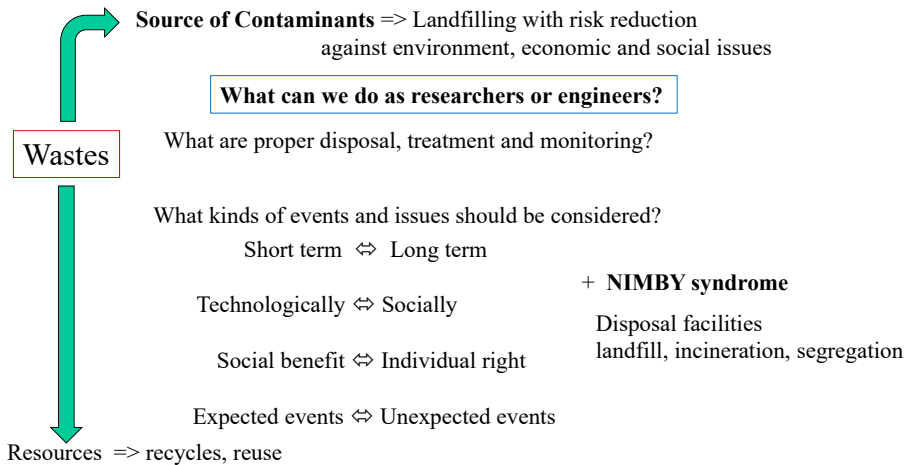 Source of Contaminants => Landfilling with risk reduction
against environment, economic and social issues
What can we do as researchers or engineers?
Wastes
What are proper disposal, treatment and monitoring?
What kinds of events and issues should be considered?
Short term ⇔ Long term
Technologically ⇔ Socially
Social benefit ⇔ Individual right
Expected events ⇔ Unexpected events
+ NIMBY syndrome
Disposal facilities
landfill, incineration, segregation
Resources => recycles, reuse